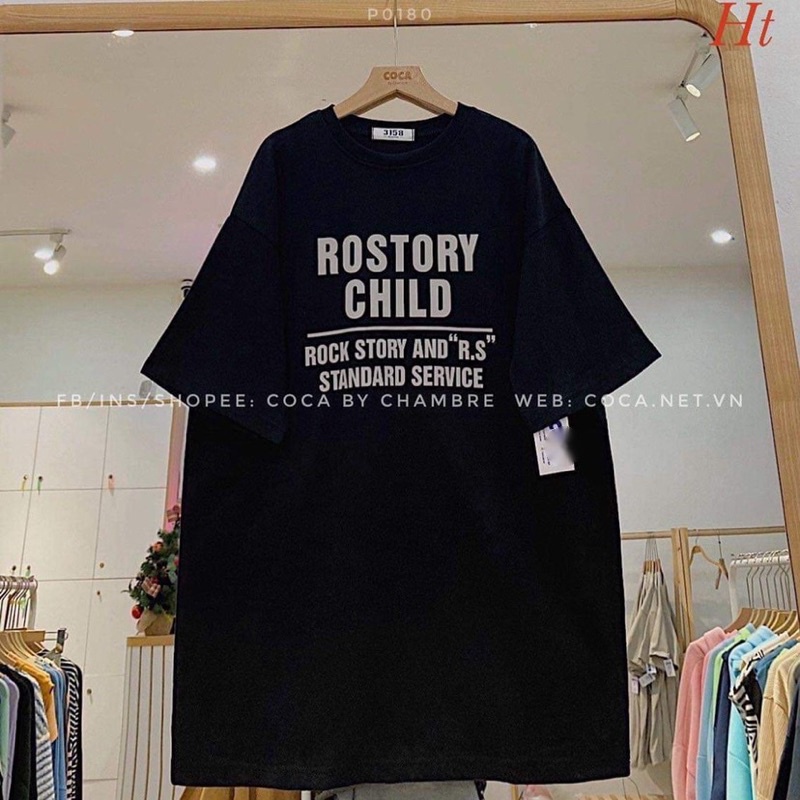 P0180
Ht
COCA
3158
ROSTORY
CHILD
ROCK STORY AND "R.S"
STANDARD SERVICE
FB/INS/SHOPEE: COCA BY CHAMBRE WEB: COCA.NET.VN